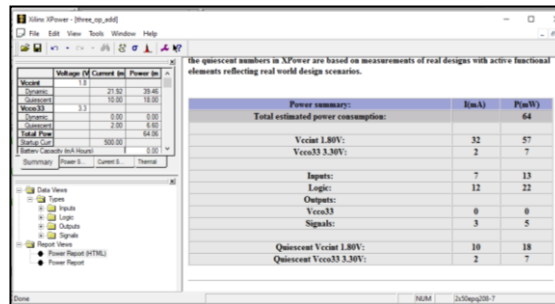 Xilinx XPower - [three_op_add]
File Edit View Tools Window Help
Voltage (V Current (m Power (m
Vccint 1.8
Dynamic 21.92 39.46
Quiescent 10.00 18.00
Vcco33 3.3
Dynamic 0.00 0.00
Quiescent 2.00 6.60
Total Pow 64.06
Startup Curr 500.00
Battery Capacity (mA Hours) 0.00
Summary Power S... Current S... Thermal
Data Views
Types
Inputs
Logic
Outputs
Signals
Report Views
Power Report (HTML)
Power Report
the quiescent numbers in XPower are based on measurements of real designs with active functional
elements reflecting real world design scenarios.
Power summary: I(mA) P(mW)
Total estimated power consumption: 64
Vccint 1.80V: 32 57
Vcco33 3.30V: 2 7
Inputs: 7 13
Logic: 12 22
Outputs:
Vcco33 0 0
Signals: 3 5
Quiescent Vccint 1.80V: 10 18
Quiescent Vcco33 3.30V: 2 7
Done NUM 2s50epq208-7